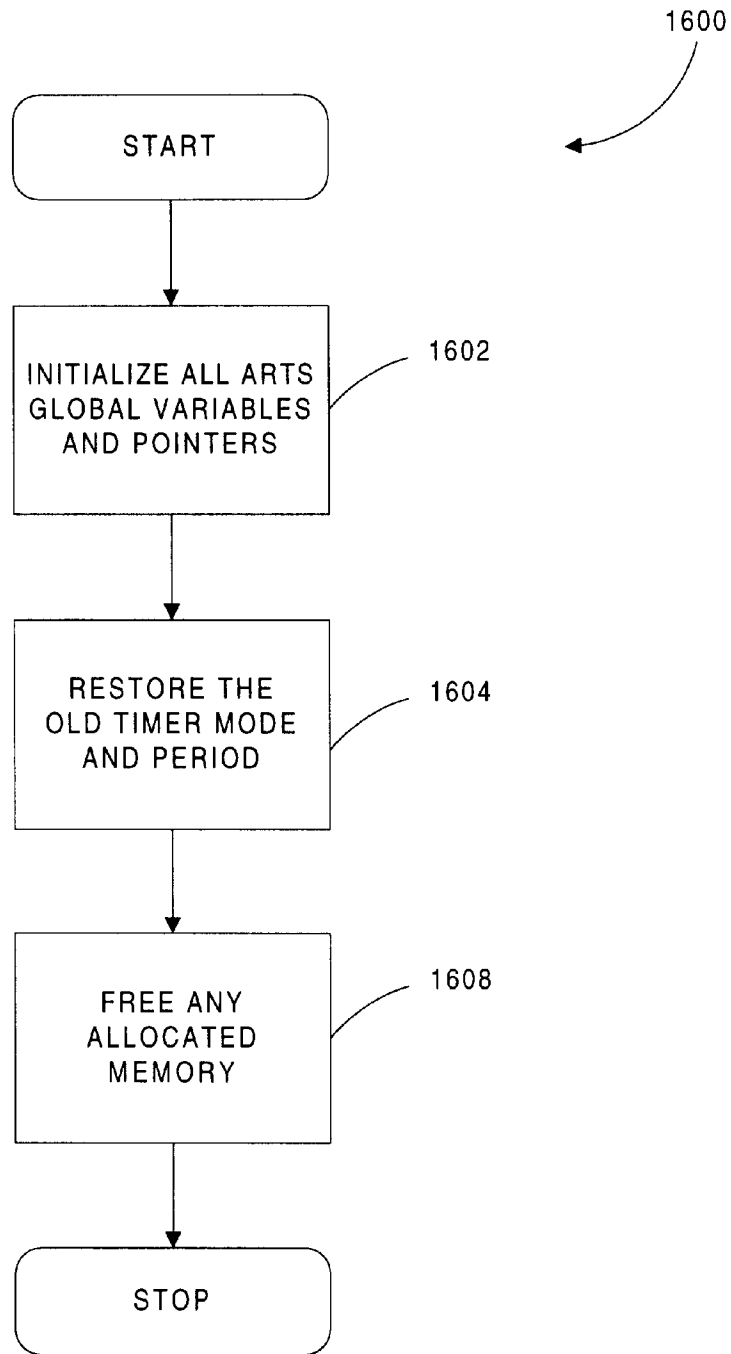 1600
START
INITIALIZE ALL ARTS
GLOBAL VARIABLES
AND POINTERS
1602
RESTORE THE
OLD TIMER MODE
AND PERIOD
1604
FREE ANY
ALLOCATED
MEMORY
1608
STOP